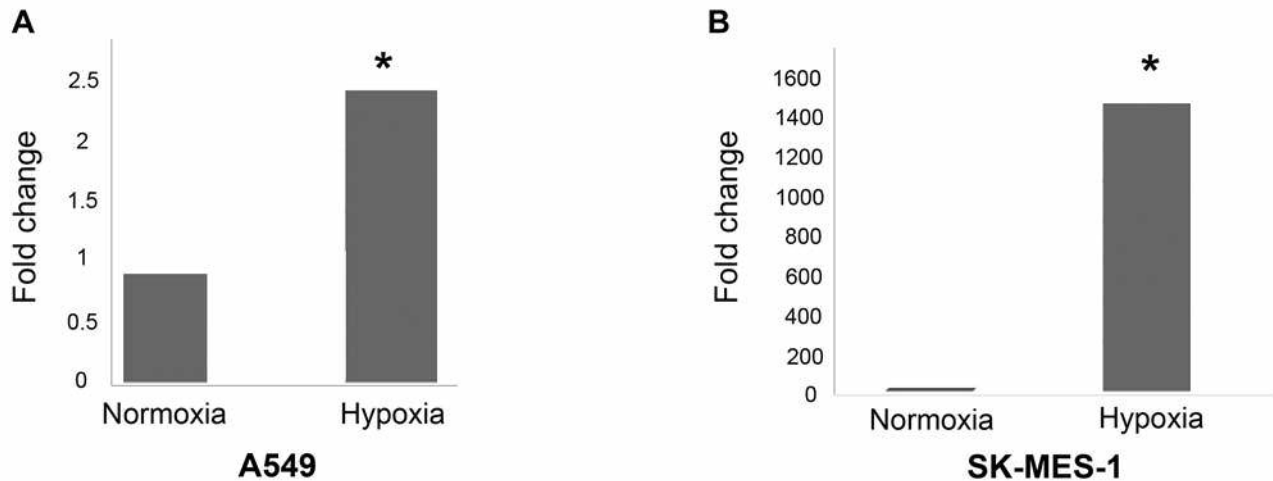 A
Fold change
2.5
2
1.5
1
0.5
0
*
Normoxia
Hypoxia
A549
B
Fold change
1600
1400
1200
1000
800
600
400
200
0
*
Normoxia
Hypoxia
SK-MES-1